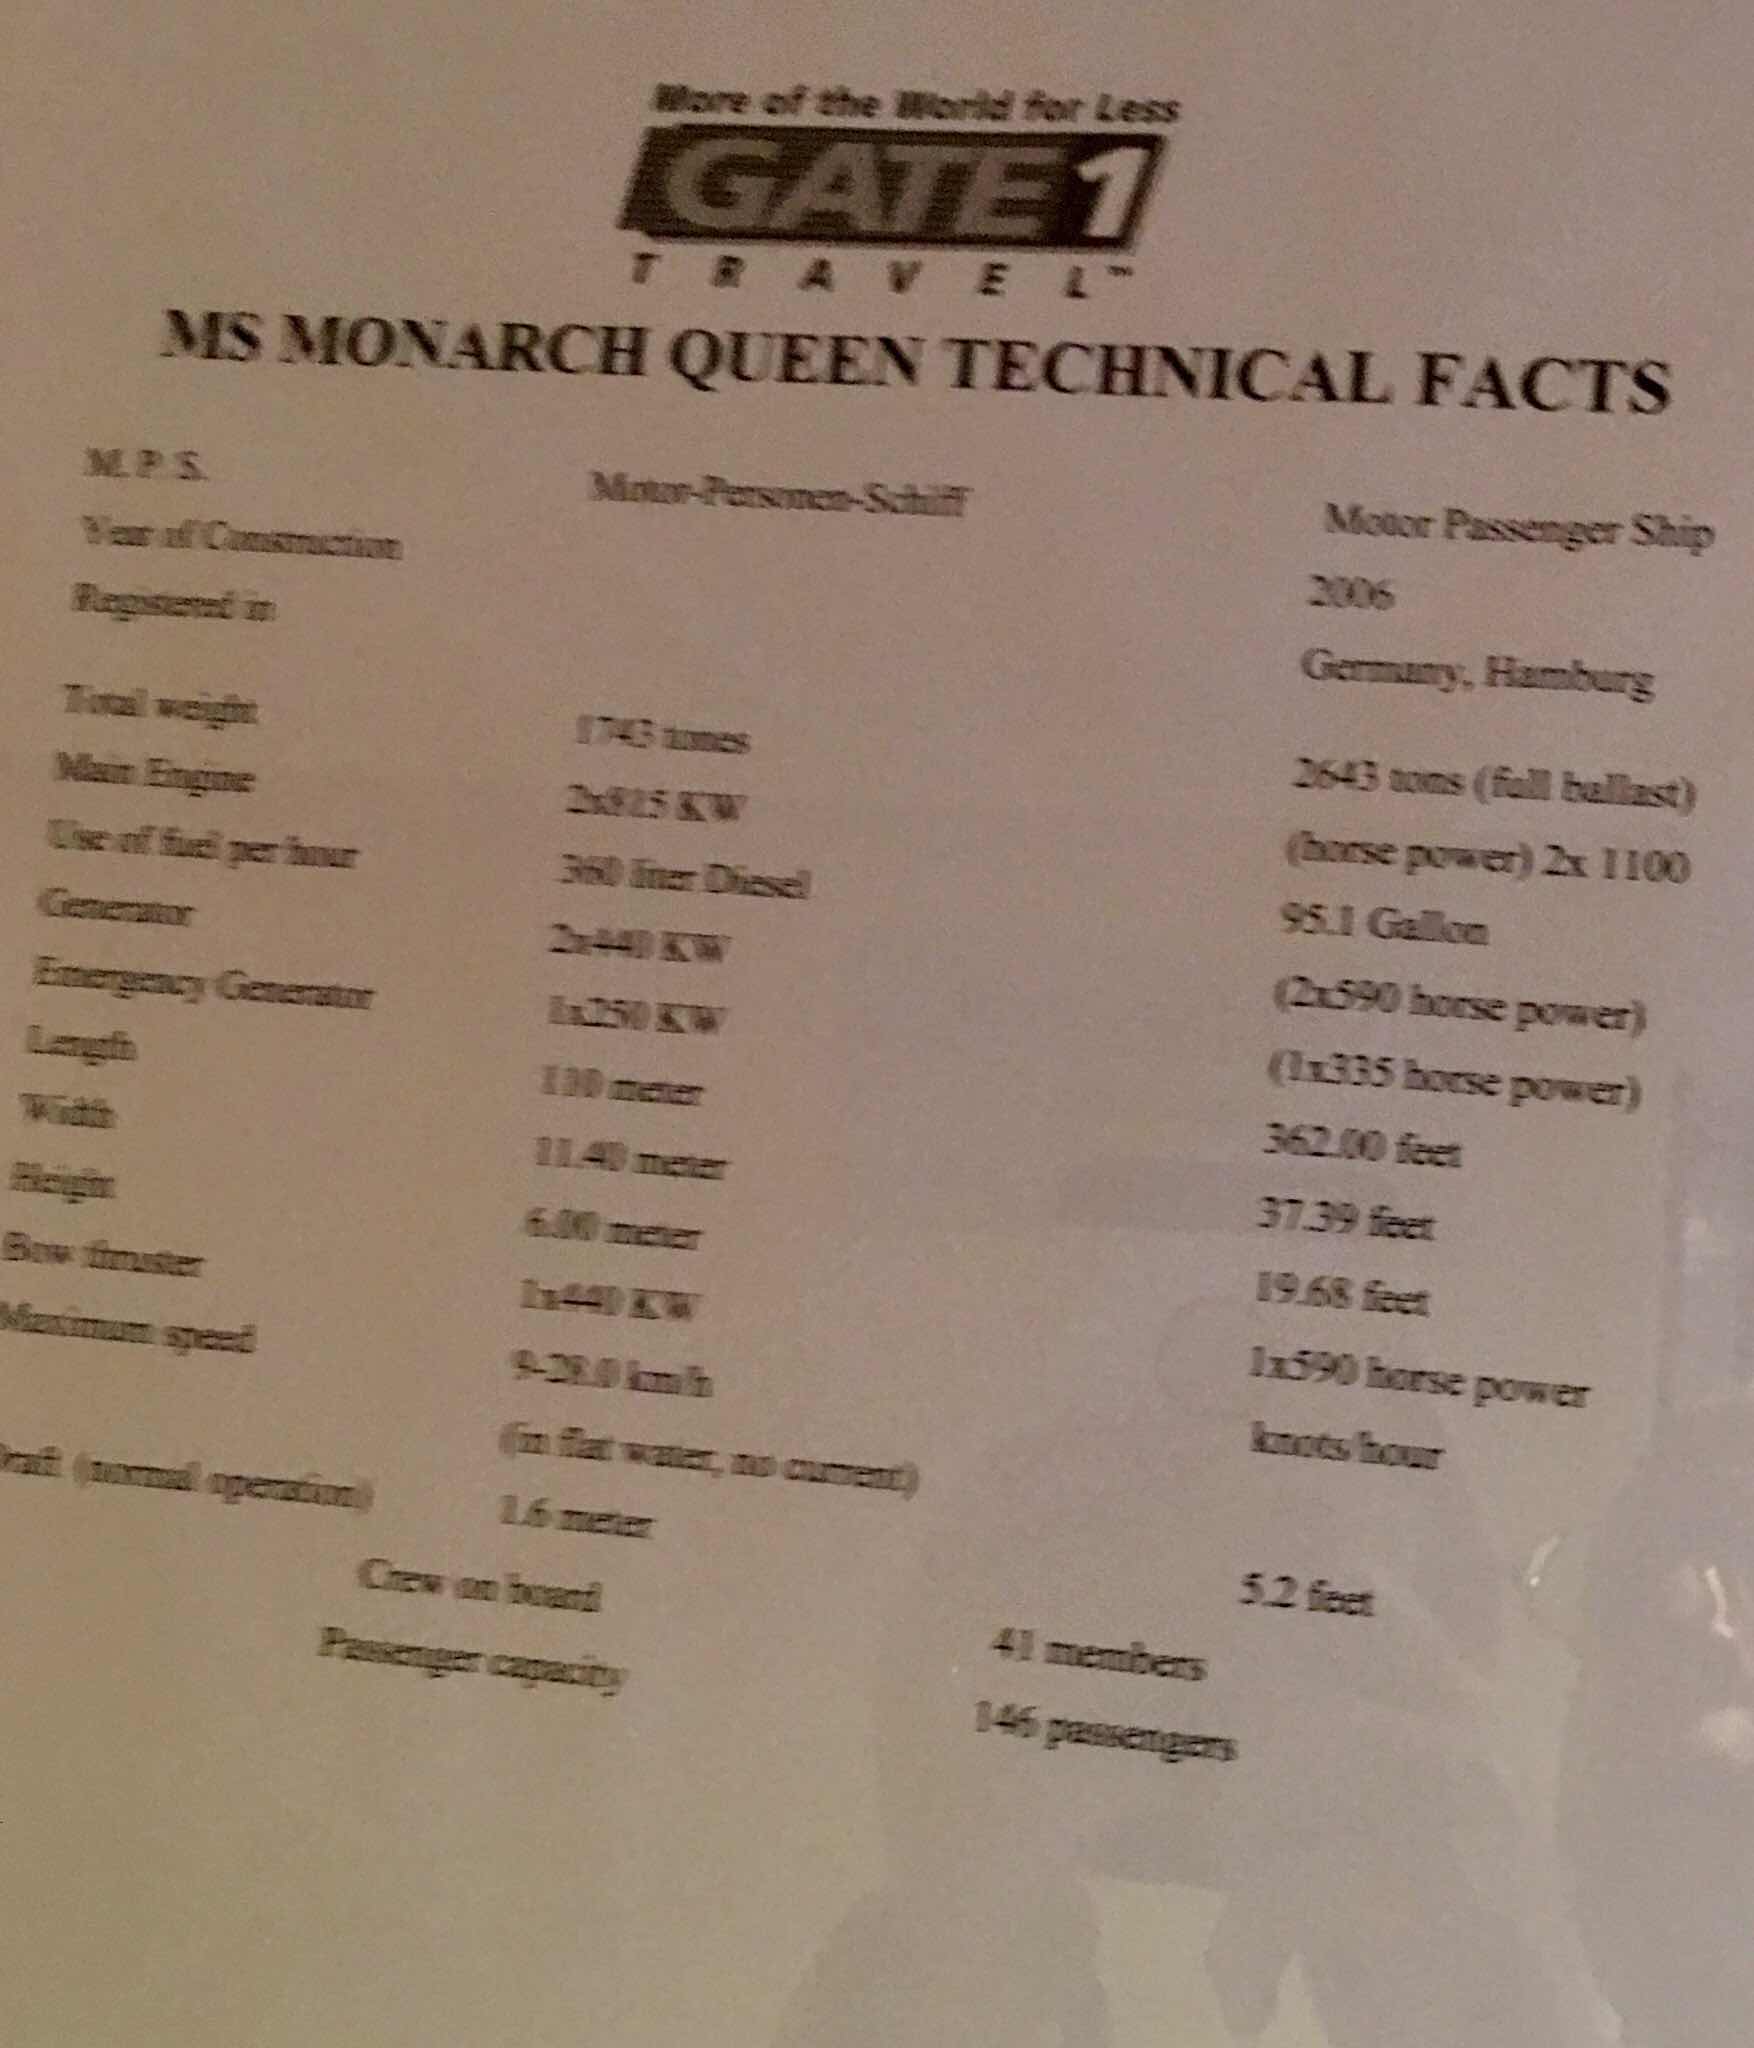 More of the World for Less
GATE 1
TRAVEL™
MS MONARCH QUEEN TECHNICAL FACTS
M. P. S. Motor-Personen-Schiff Motor Passenger Ship
Year of Construction 2006
Registered in Germany, Hamburg
Total weight 1743 tones 2643 tons (full ballast)
Main Engine 2x815 KW (horse power) 2x 1100
Use of fuel per hour 360 liter Diesel 95.1 Gallon
Generator 2x440 KW (2x590 horse power)
Emergency Generator 1x250 KW (1x335 horse power)
Length 110 meter 362.00 feet
Width 11.40 meter 37.39 feet
Height 6.00 meter 19.68 feet
Bow thruster 1x440 KW 1x590 horse power
Maximum speed 9-28.0 km/h knots/hour
(in flat water, no current)
Draft (normal operation) 1.6 meter 5.2 feet
Crew on board 41 members
Passenger capacity 146 passengers